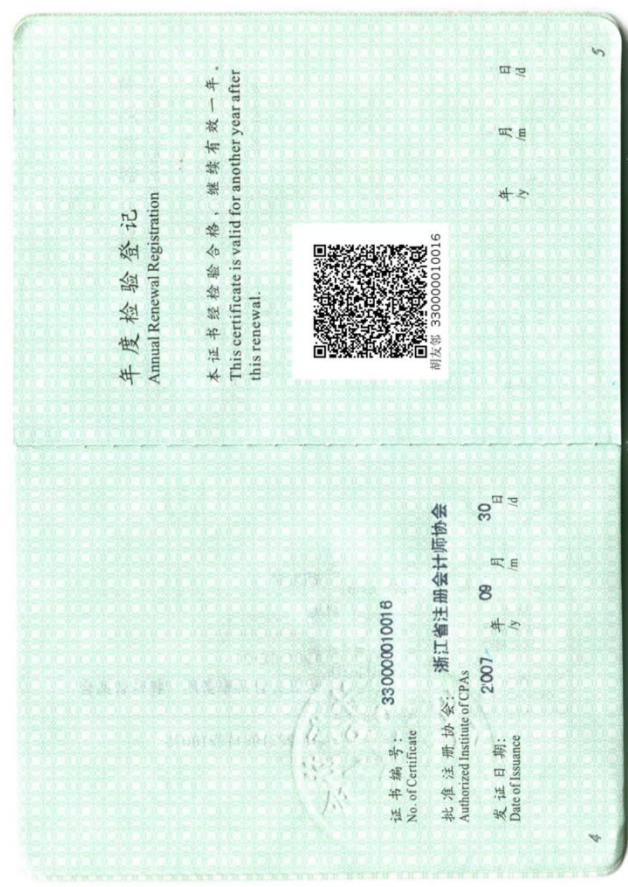 证书编号：
No. of Certificate
330000010016
批准注册协会：
Authorized Institute of CPAs
浙江省注册会计师协会
发证日期：
Date of Issuance
2007 年 09 月 30 日
/y /m /d
4
年度检验登记
Annual Renewal Registration
本证书经检验合格，继续有效一年。
This certificate is valid for another year after
this renewal.
胡友邻 330000010016
年 月 日
/y /m /d
5